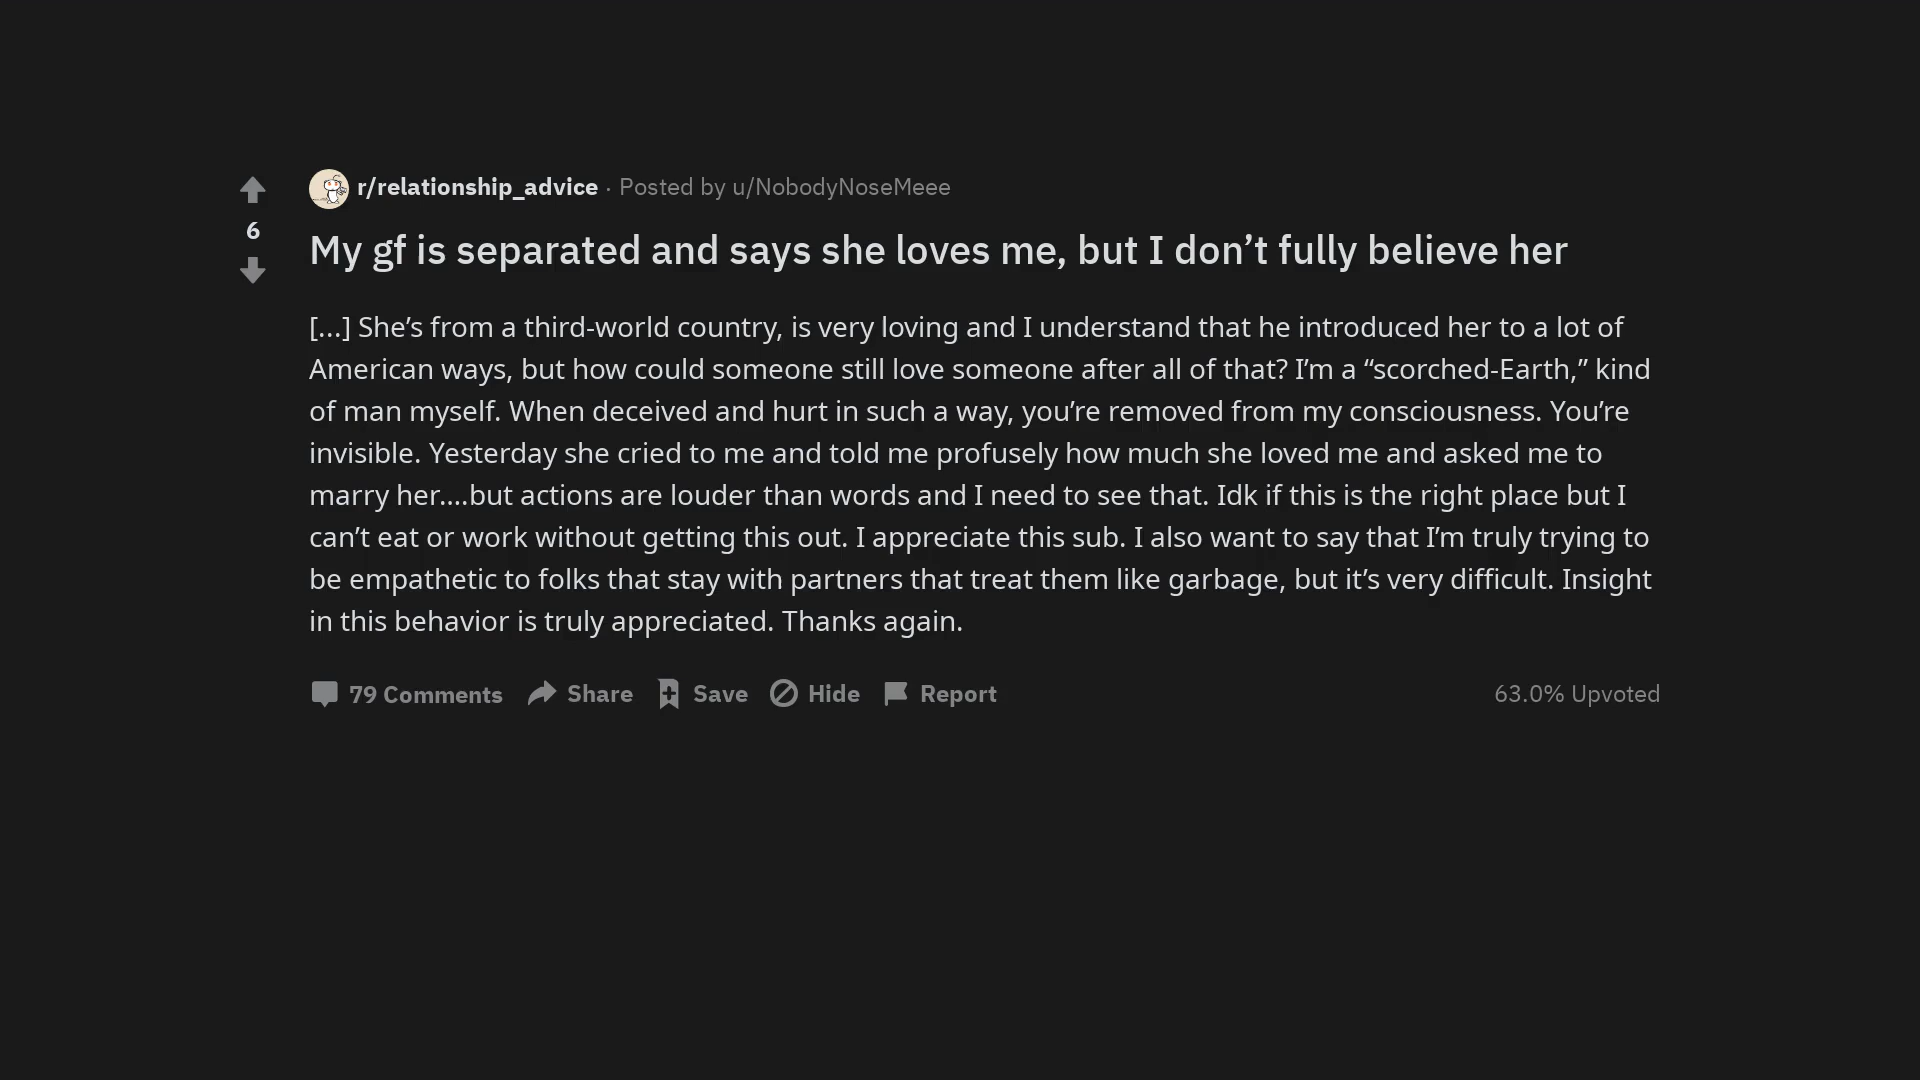 r/relationship_advice · Posted by u/NobodyNoseMeee
6
My gf is separated and says she loves me, but I don’t fully believe her
[...] She’s from a third-world country, is very loving and I understand that he introduced her to a lot of
American ways, but how could someone still love someone after all of that? I’m a “scorched-Earth,” kind
of man myself. When deceived and hurt in such a way, you’re removed from my consciousness. You’re
invisible. Yesterday she cried to me and told me profusely how much she loved me and asked me to
marry her....but actions are louder than words and I need to see that. Idk if this is the right place but I
can’t eat or work without getting this out. I appreciate this sub. I also want to say that I’m truly trying to
be empathetic to folks that stay with partners that treat them like garbage, but it’s very difficult. Insight
in this behavior is truly appreciated. Thanks again.
79 Comments Share Save Hide Report 63.0% Upvoted